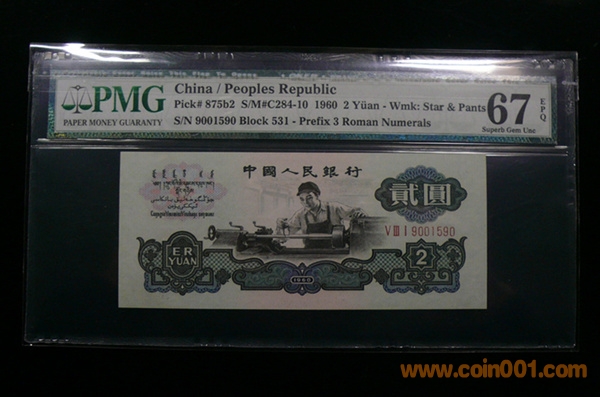 China / Peoples Republic
PMG
PAPER MONEY GUARANTY
Pick# 875b2 S/M#C284-10 1960 2 Yüan - Wmk: Star & Pants
S/N 9001590 Block 531 - Prefix 3 Roman Numerals
67 EPQ
Superb Gem Unc
中國人民銀行
貳圓
V III I 9001590
ER
YUAN
2
1960
www.coin001.com